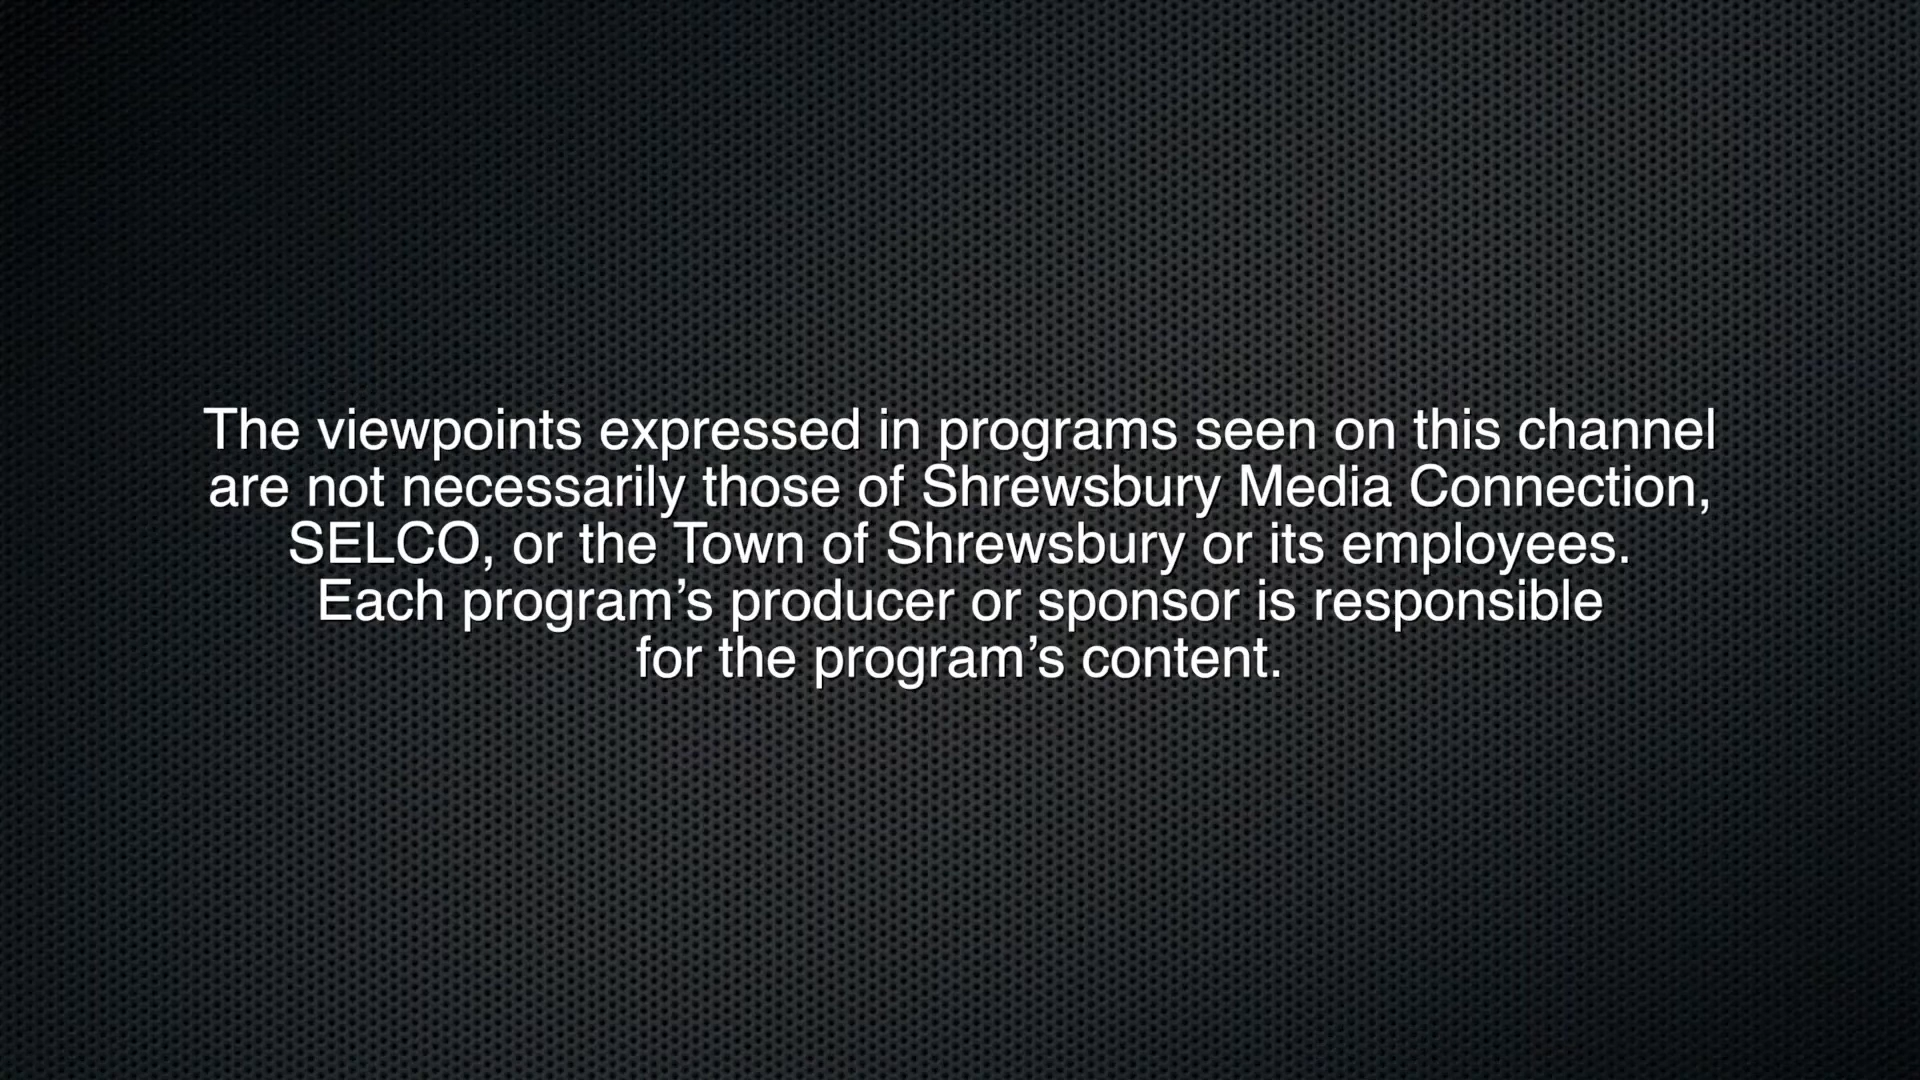 The viewpoints expressed in programs seen on this channel
are not necessarily those of Shrewsbury Media Connection,
SELCO, or the Town of Shrewsbury or its employees.
Each program’s producer or sponsor is responsible
for the program’s content.